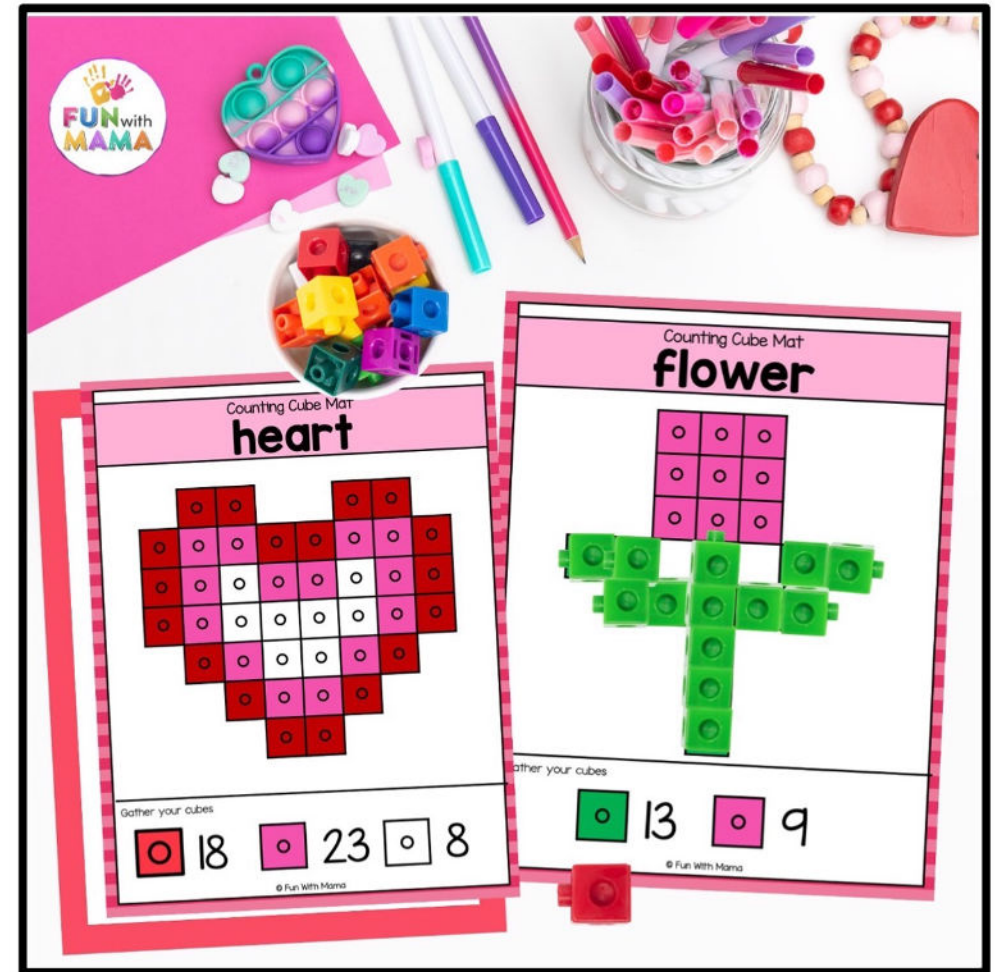 FUN with
MAMA
Counting Cube Mat
heart
Gather your cubes
18 23 8
© Fun With Mama
Counting Cube Mat
flower
ather your cubes
13 9
© Fun With Mama